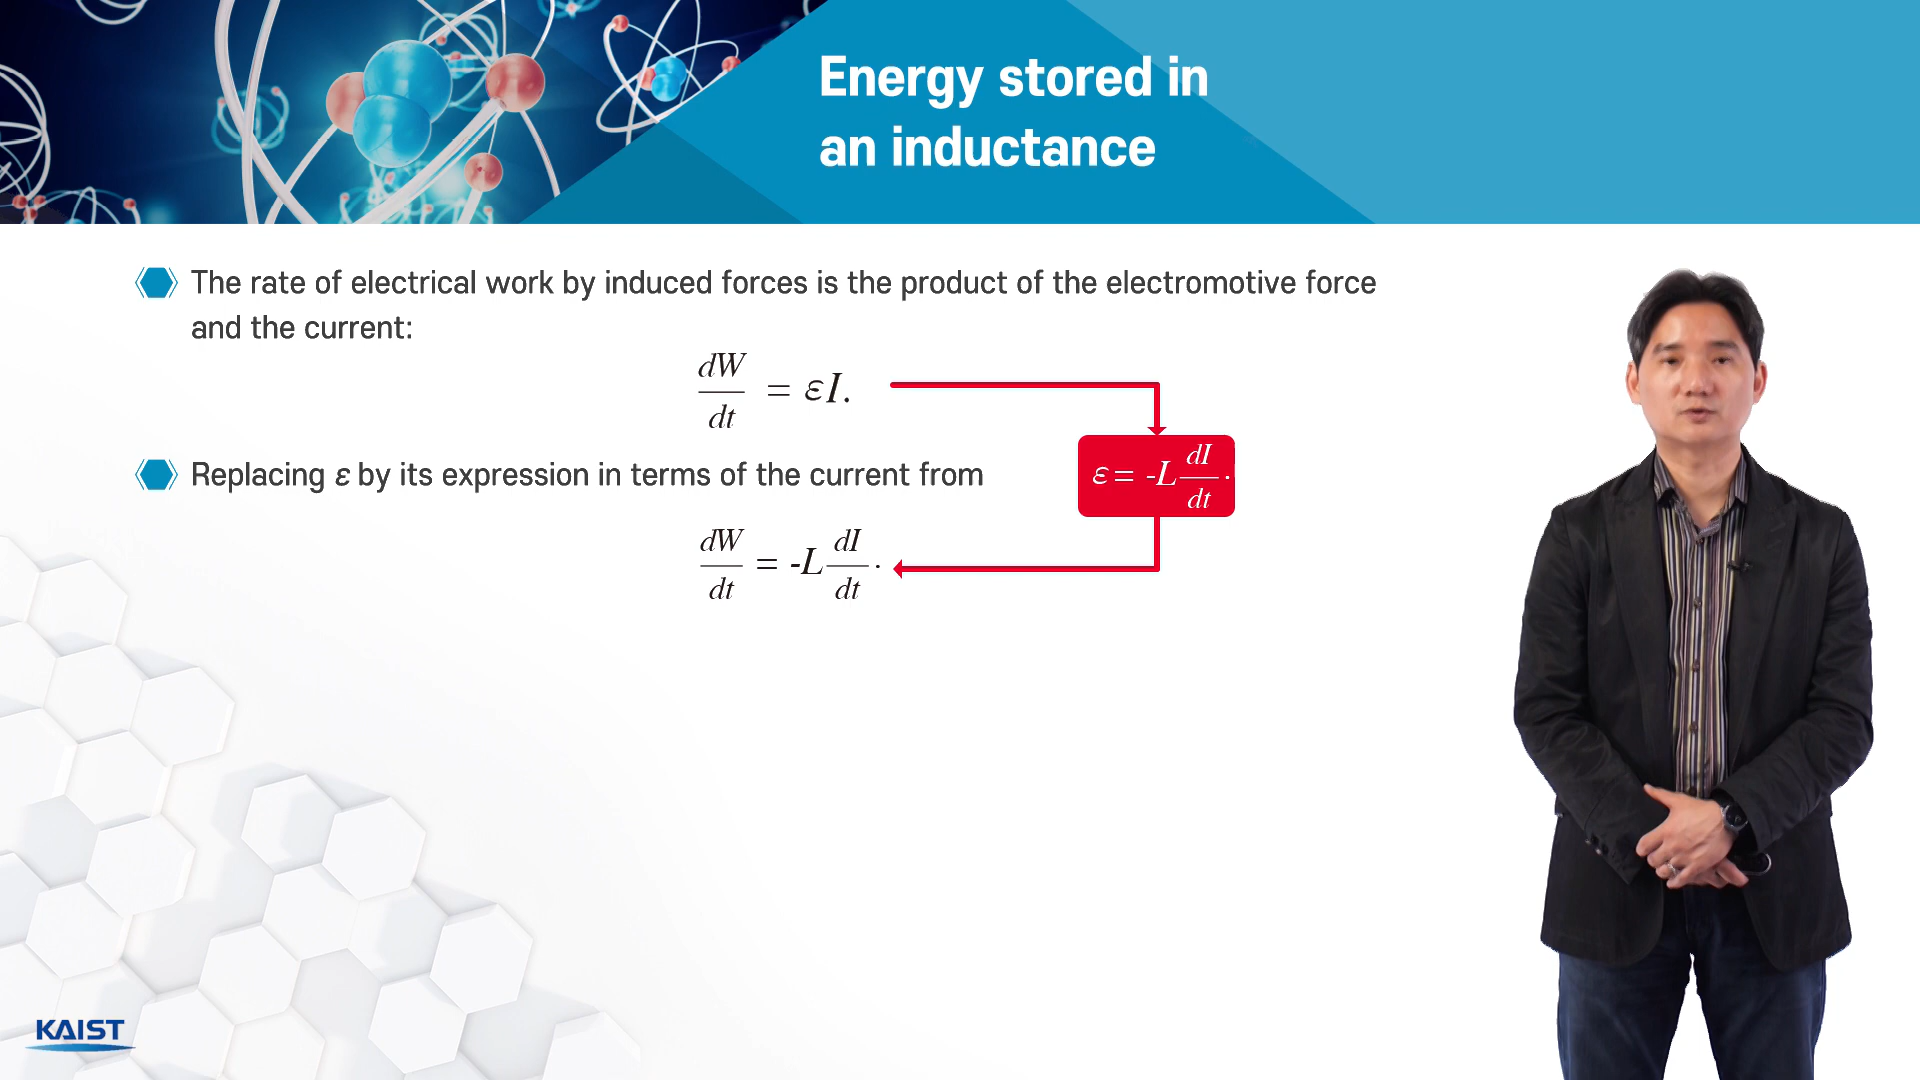 Energy stored in
an inductance
The rate of electrical work by induced forces is the product of the electromotive force
and the current:
dW/dt = εI.
Replacing ε by its expression in terms of the current from
ε = -L dI/dt.
dW/dt = -L dI/dt.
KAIST